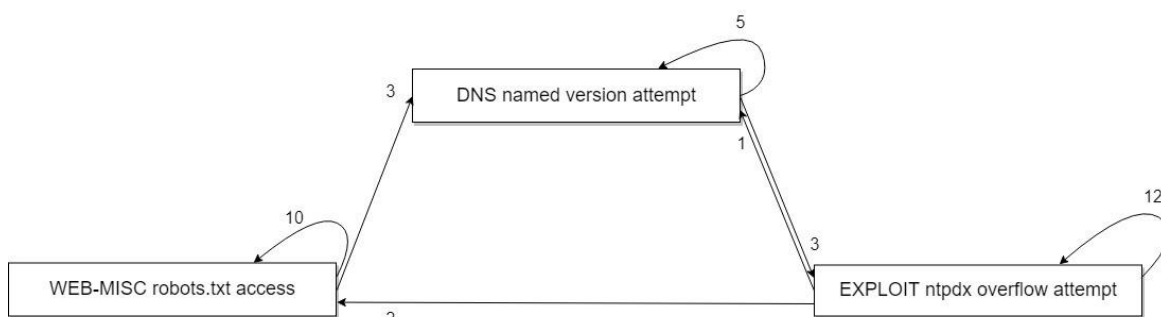 5
3
DNS named version attempt
1
12
10
3
WEB-MISC robots.txt access
EXPLOIT ntpdx overflow attempt